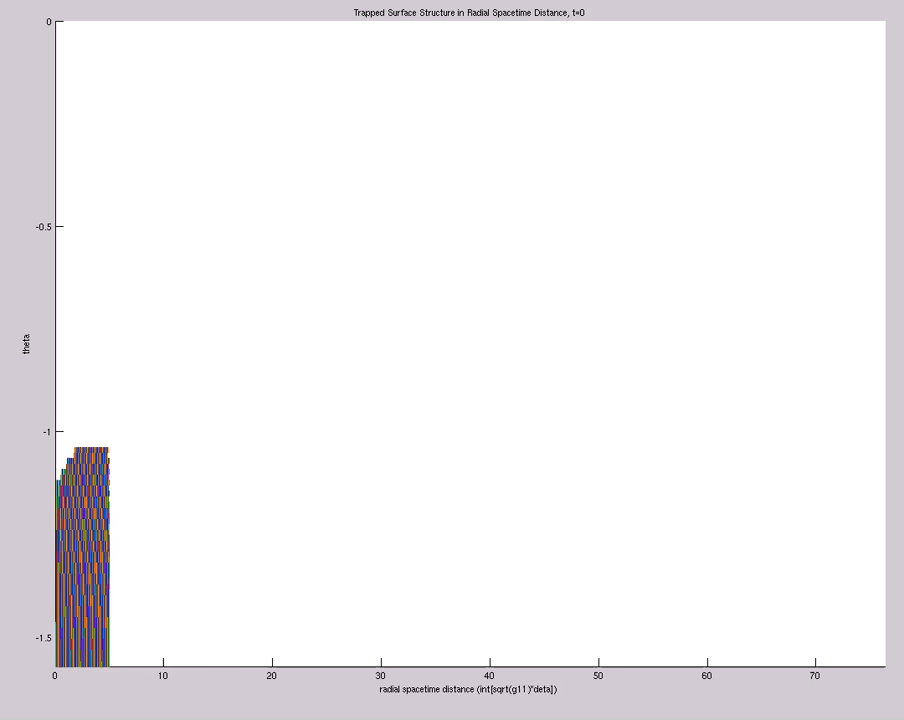 Trapped Surface Structure in Radial Spacetime Distance, t=0
0
-0.5
-1
-1.5
theta
0 10 20 30 40 50 60 70
radial spacetime distance (int[sqrt(g11)*deta])